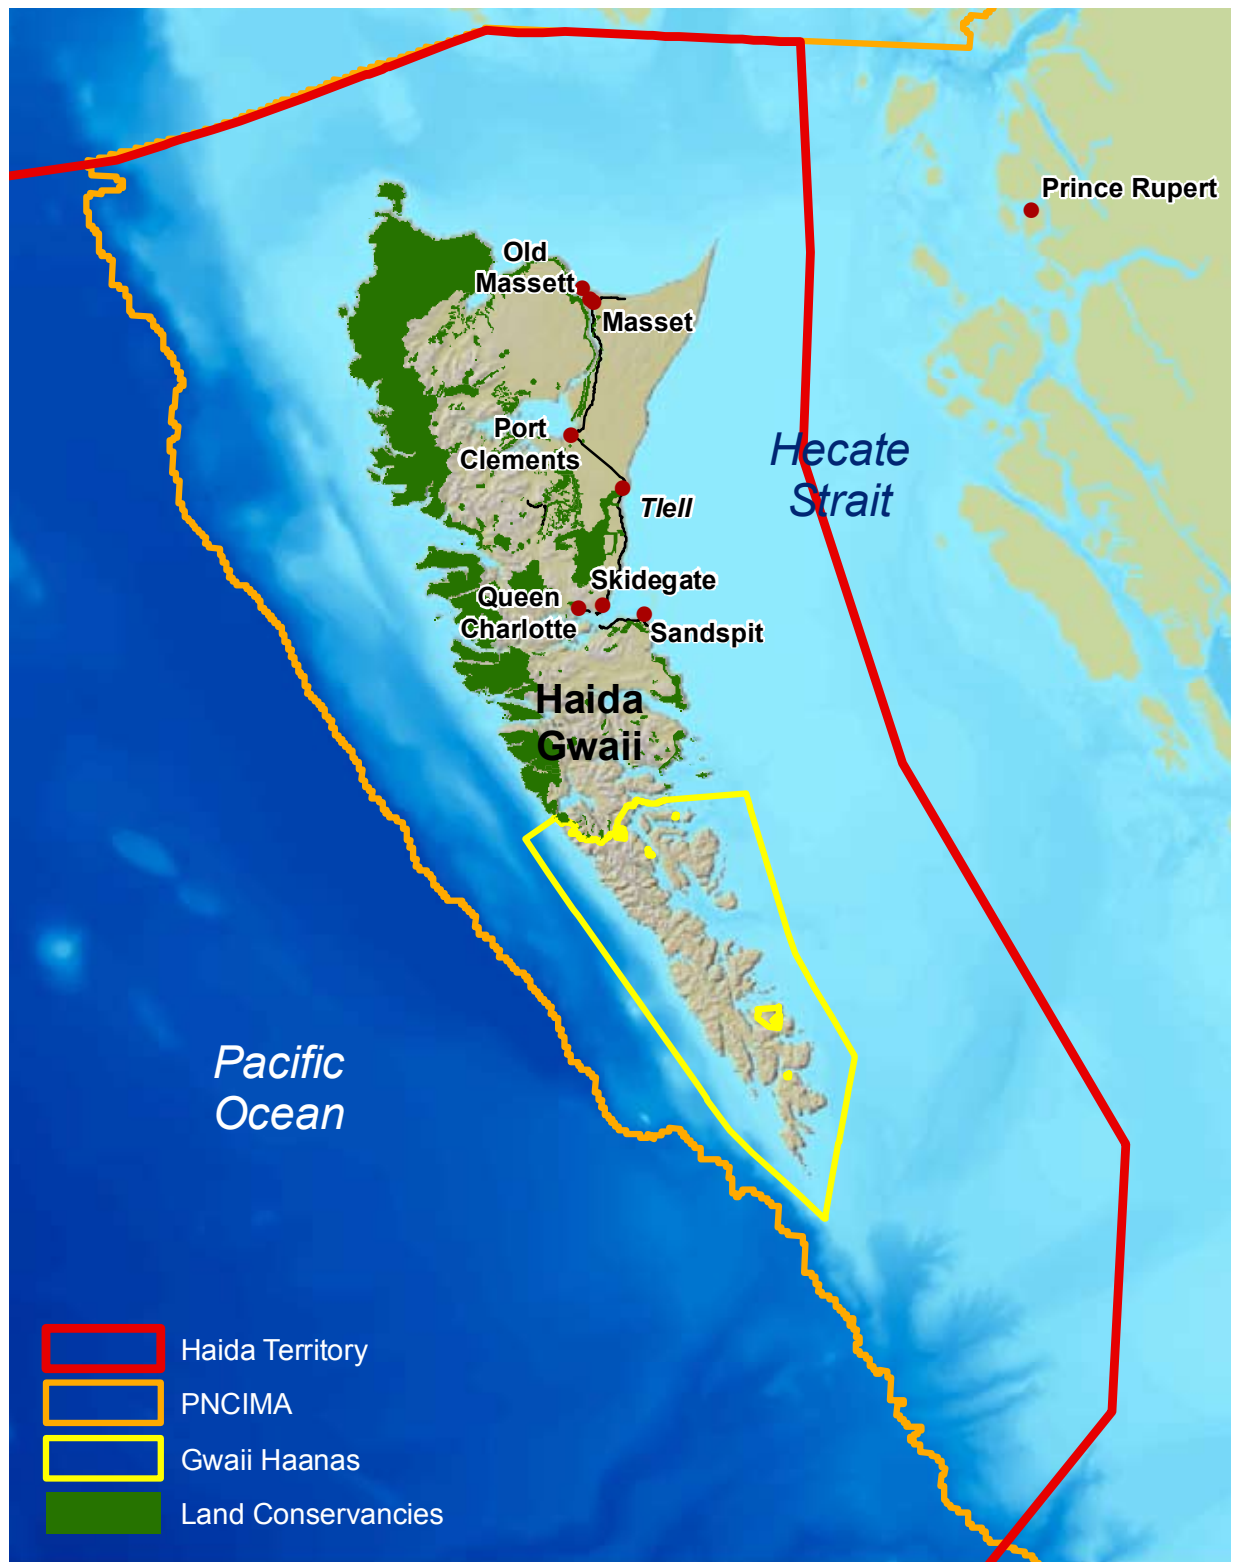 Prince Rupert
Old
Massett
Masset
Port
Clements
Hecate
Strait
Tlell
Skidegate
Queen
Charlotte
Sandspit
Haida
Gwaii
Pacific
Ocean
Haida Territory
PNCIMA
Gwaii Haanas
Land Conservancies